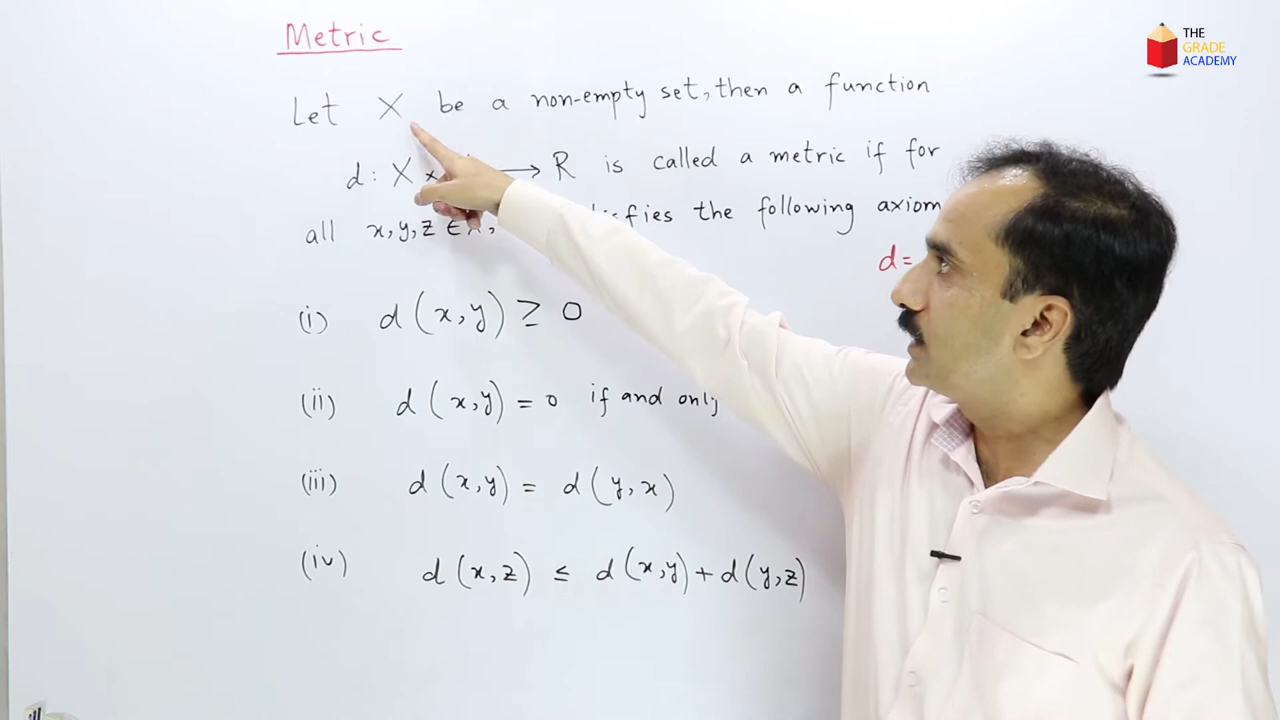 Metric
THE
GRADE
ACADEMY
Let X be a non-empty set, then a function
d: X × → R is called a metric if for
all x, y, z ∈ X, the following axiom
d=
(i) d(x,y) ≥ 0
(ii) d(x,y) = 0 if and only
(iii) d(x,y) = d(y,x)
(iv) d(x,z) ≤ d(x,y)+d(y,z)